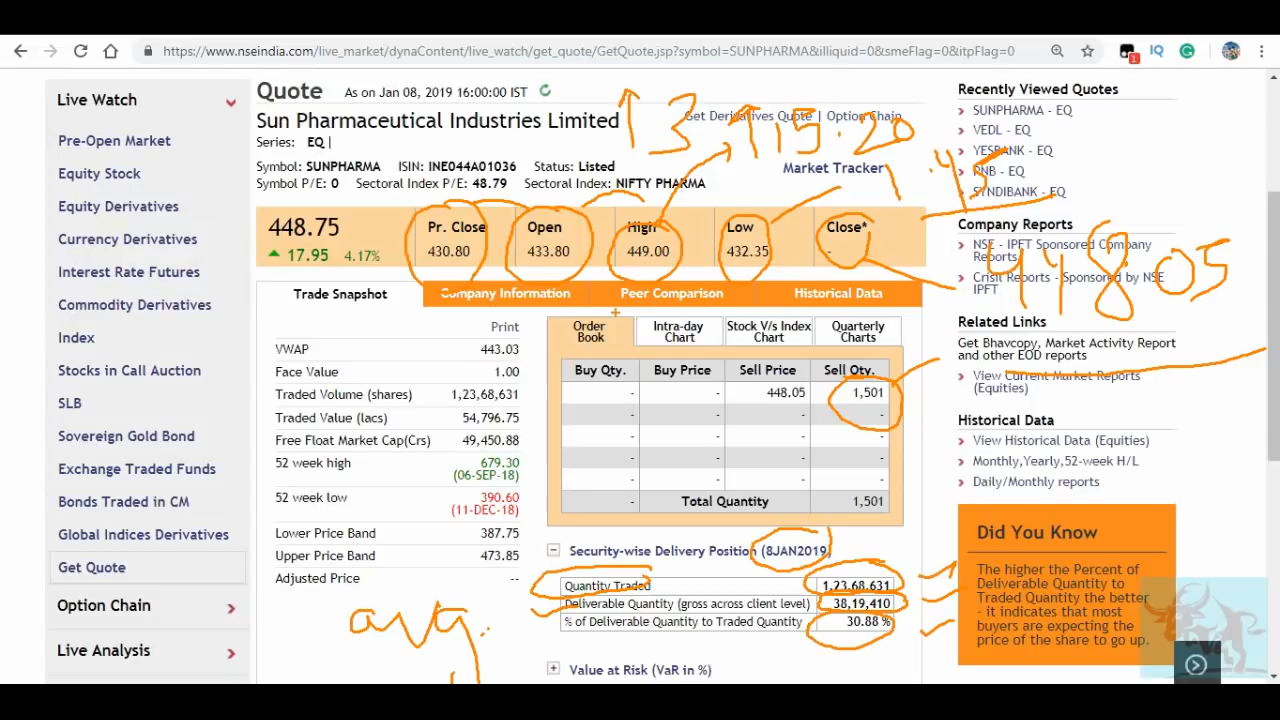 https://www.nseindia.com/live_market/dynaContent/live_watch/get_quote/GetQuote.jsp?symbol=SUNPHARMA&illiquid=0&smeFlag=0&itpFlag=0
1
IQ
Live Watch
Pre-Open Market
Equity Stock
Equity Derivatives
Currency Derivatives
Interest Rate Futures
Commodity Derivatives
Index
Stocks in Call Auction
SLB
Sovereign Gold Bond
Exchange Traded Funds
Bonds Traded in CM
Global Indices Derivatives
Get Quote
Option Chain
Live Analysis
Quote As on Jan 08, 2019 16:00:00 IST
Sun Pharmaceutical Industries Limited
Get Derivatives Quote | Option Chain
Series: EQ |
Symbol: SUNPHARMA ISIN: INE044A01036 Status: Listed
Market Tracker
Symbol P/E: 0 Sectoral Index P/E: 48.79 Sectoral Index: NIFTY PHARMA
3
15.20
1.45
448.05
448.75 Pr. Close Open High Low Close*
17.95 4.17% 430.80 433.80 449.00 432.35 -
Trade Snapshot Company Information Peer Comparison Historical Data
Print
VWAP 443.03
Face Value 1.00
Traded Volume (shares) 1,23,68,631
Traded Value (lacs) 54,796.75
Free Float Market Cap(Crs) 49,450.88
52 week high 679.30
(06-SEP-18)
52 week low 390.60
(11-DEC-18)
Lower Price Band 387.75
Upper Price Band 473.85
Adjusted Price --
avg.
Order Book Intra-day Chart Stock V/s Index Chart Quarterly Charts
Buy Qty. Buy Price Sell Price Sell Qty.
- - 448.05 1,501
- - - -
- - - -
- - - -
- - - -
- Total Quantity 1,501
Security-wise Delivery Position (8JAN2019)
Quantity Traded 1,23,68,631
Deliverable Quantity (gross across client level) 38,19,410
% of Deliverable Quantity to Traded Quantity 30.88 %
Value at Risk (VaR in %)
Recently Viewed Quotes
SUNPHARMA - EQ
VEDL - EQ
YESBANK - EQ
PNB - EQ
SYNDIBANK - EQ
Company Reports
NSE - IPFT Sponsored Company
Reports
Crisil Reports - Sponsored by NSE
IPFT
Related Links
Get Bhavcopy, Market Activity Report
and other EOD reports
View Current Market Reports
(Equities)
Historical Data
View Historical Data (Equities)
Monthly,Yearly,52-week H/L
Daily/Monthly reports
Did You Know
The higher the Percent of
Deliverable Quantity to
Traded Quantity the better
- it indicates that most
buyers are expecting the
price of the share to go up.